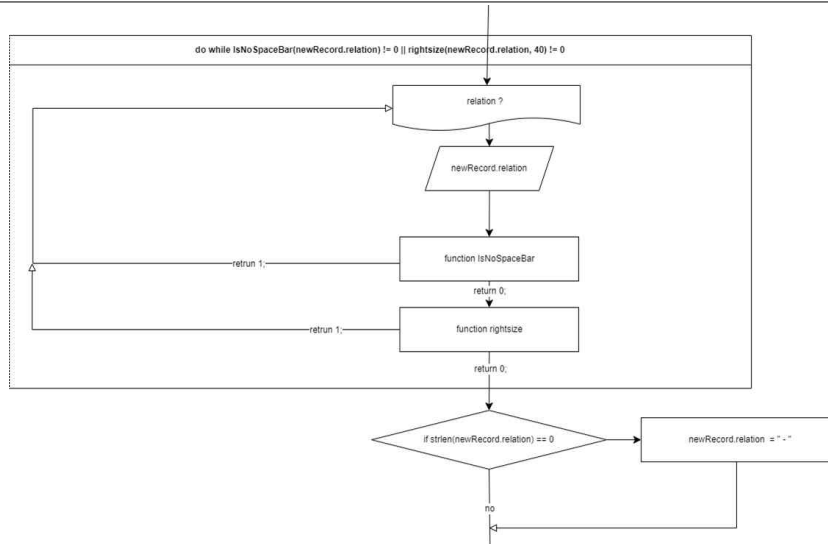 do while IsNoSpaceBar(newRecord.relation) != 0 || rightsize(newRecord.relation, 40) != 0
relation ?
newRecord.relation
function IsNoSpaceBar
retrun 1;
return 0;
function rightsize
retrun 1;
return 0;
if strlen(newRecord.relation) == 0
newRecord.relation = " - "
no